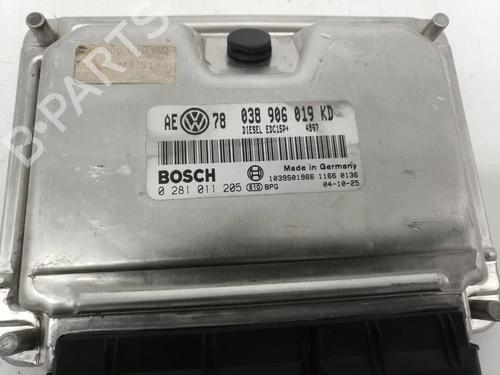 AE 78 038 906 019 KD
DIESEL EDC15P+ 4897
BOSCH Made in Germany
1039S01966 1166 0136
0 281 011 205 810 BPG 04-10-25
B-Parts